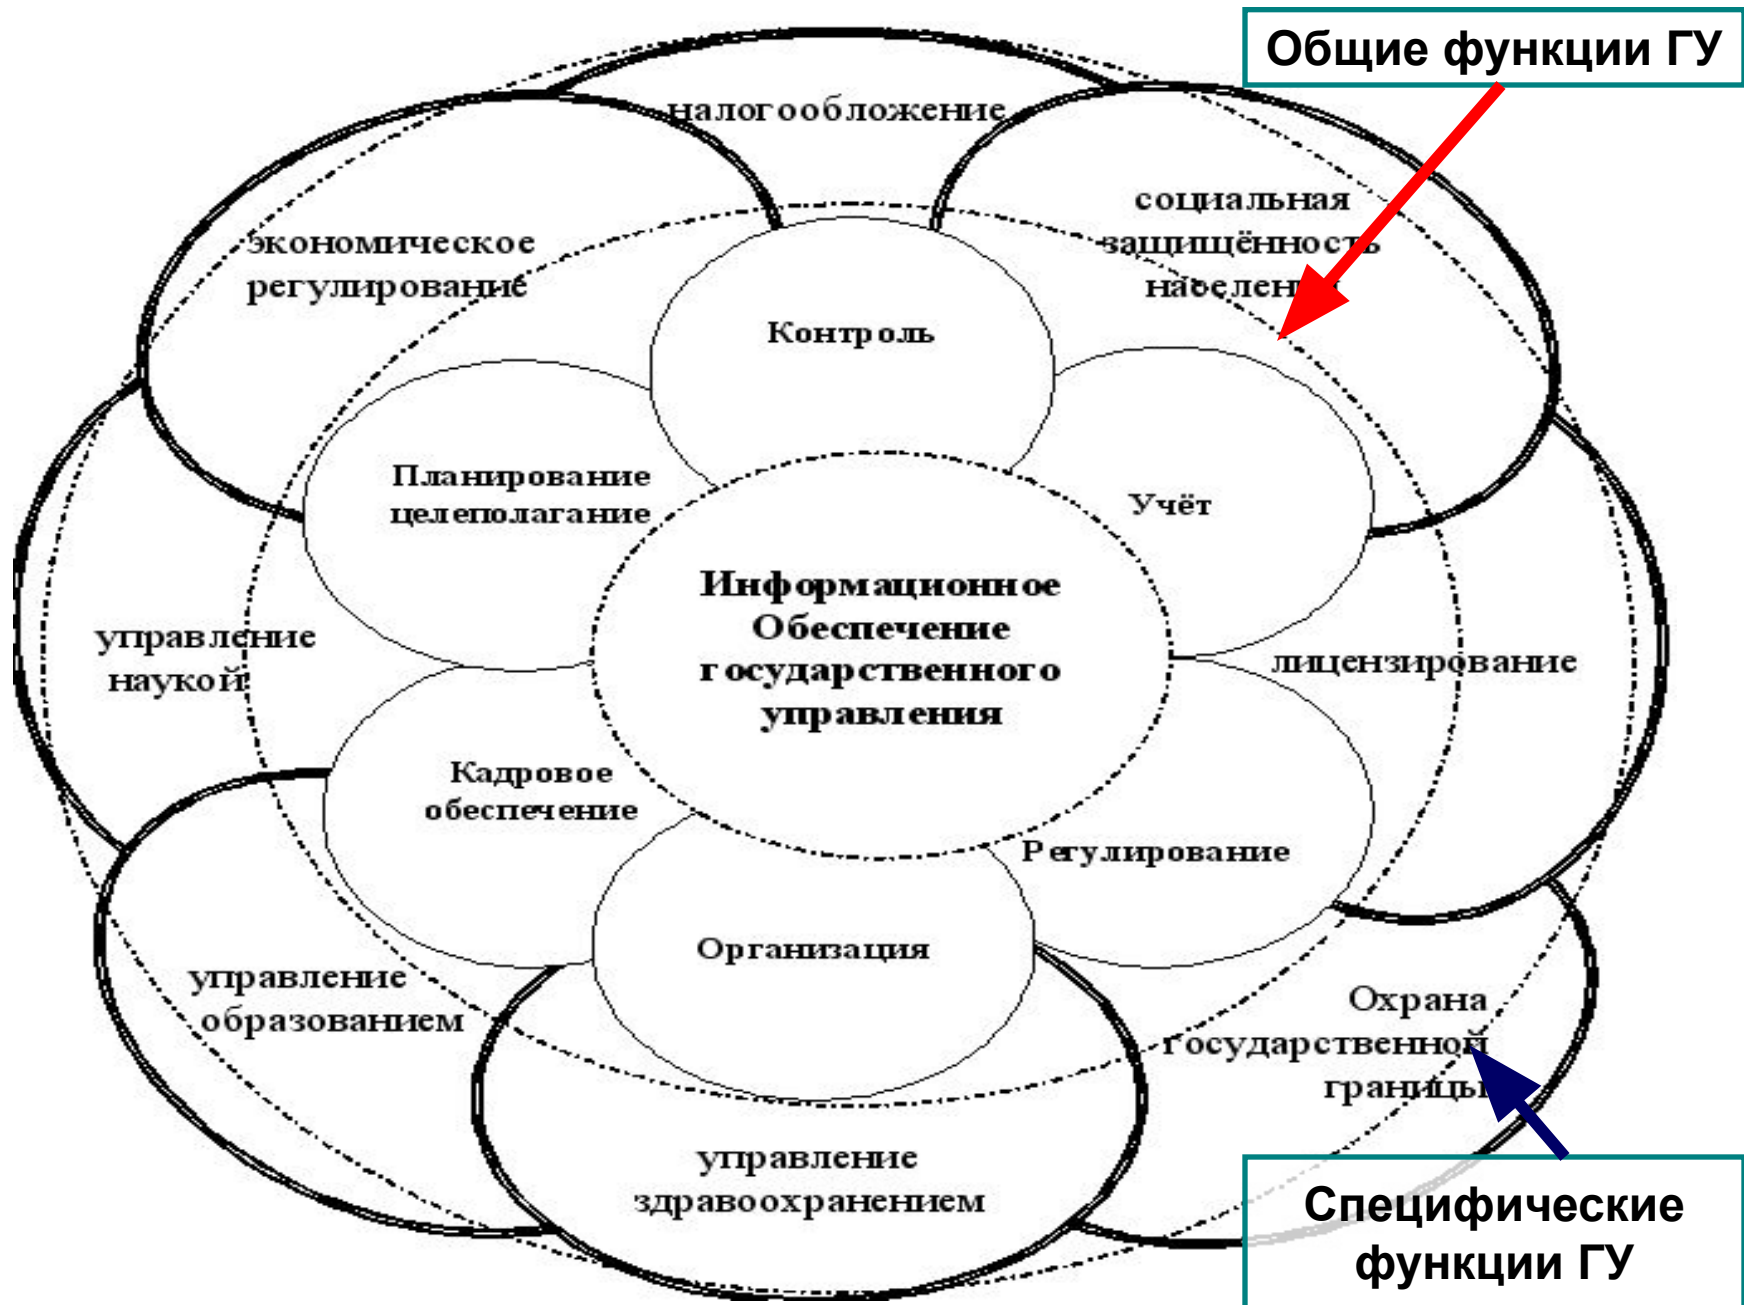 Общие функции ГУ
налогообложение
социальная
защищённость
населения
экономическое
регулирование
Контроль
Планирование
целеполагание
Учёт
Информационное
Обеспечение
государственного
управления
управление
наукой
лицензирование
Кадровое
обеспечение
Регулирование
Организация
управление
образованием
Охрана
государственной
границы
управление
здравоохранением
Специфические
функции ГУ